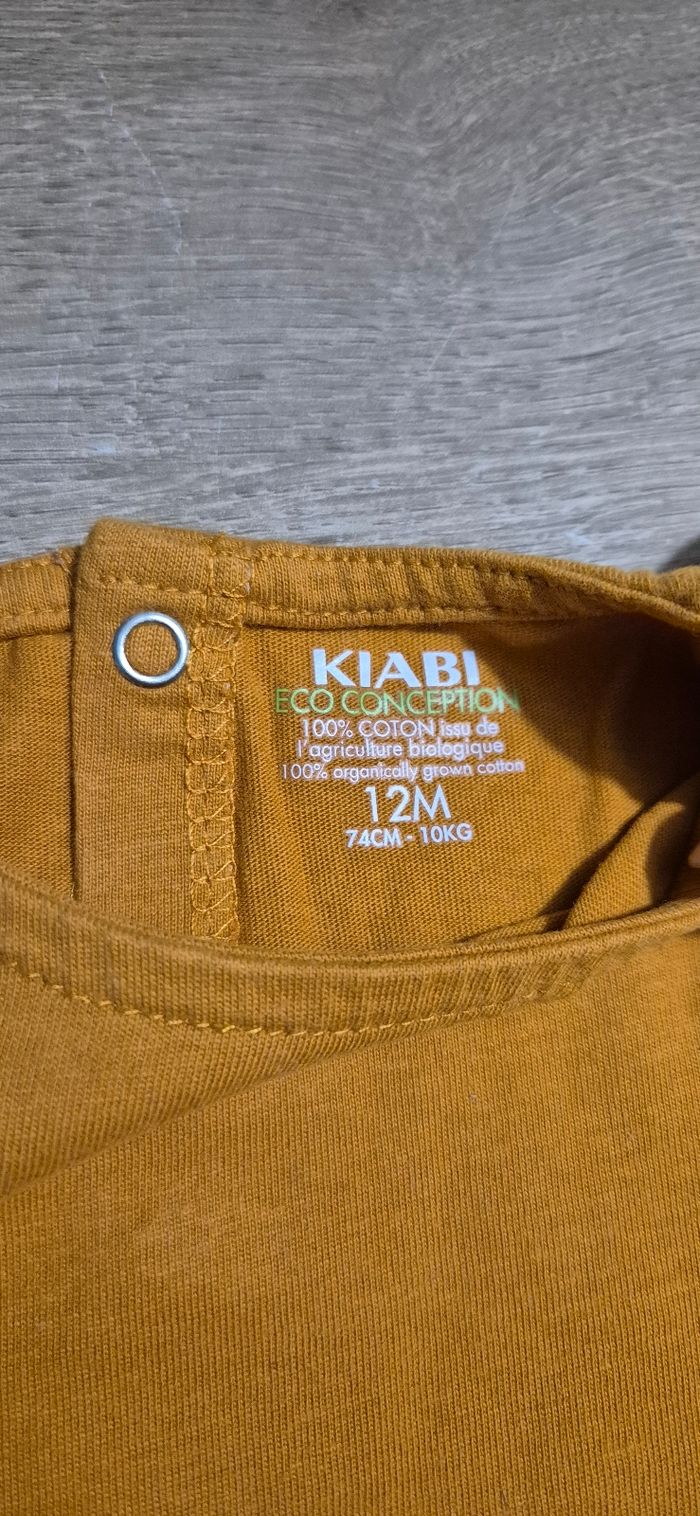 KIABI
ECO CONCEPTION
100% COTON issu de
l'agriculture biologique
100% organically grown cotton
12M
74CM - 10KG